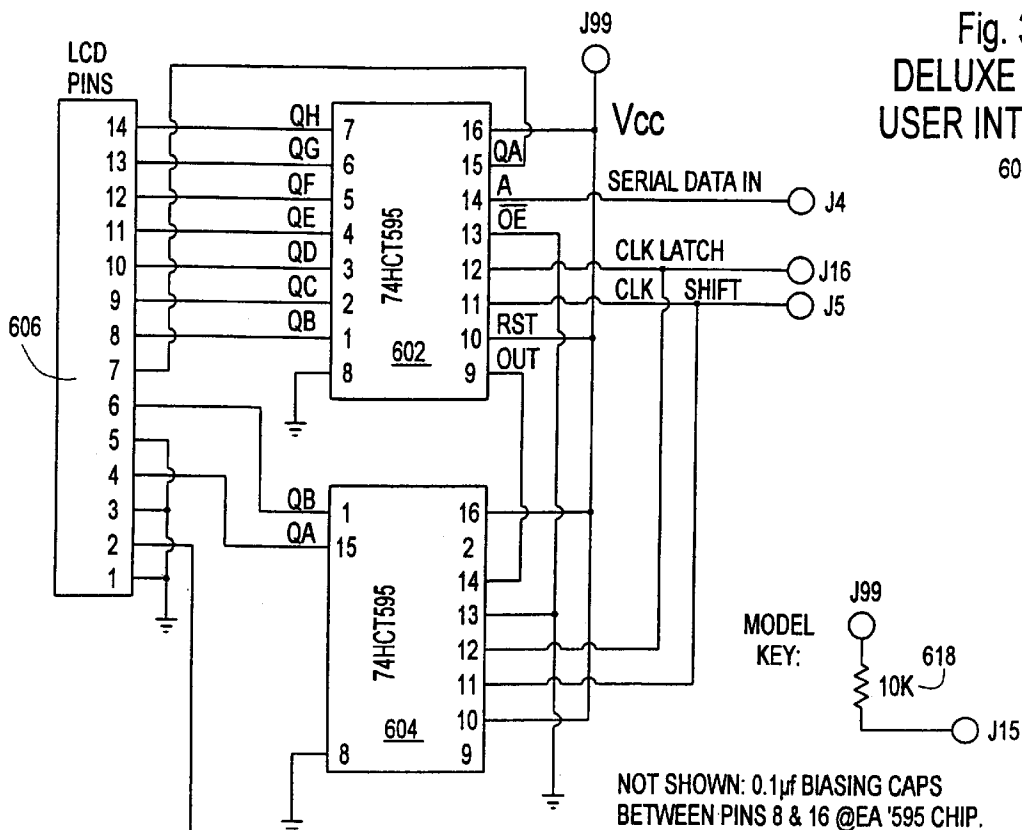 Fig. 3
DELUXE
USER INT
60
J99
Vcc
LCD
PINS
14
13
12
11
10
9
8
7
6
5
4
3
2
1
606
QH
QG
QF
QE
QD
QC
QB
7
6
5
4
3
2
1
8
74HCT595
602
16
15
14
13
12
11
10
9
QA
A
OE
RST
OUT
SERIAL DATA IN
J4
CLK LATCH
J16
CLK SHIFT
J5
QB
QA
1
15
8
74HCT595
604
16
2
14
13
12
11
10
9
MODEL
KEY:
J99
10K
618
J15
NOT SHOWN: 0.1µf BIASING CAPS
BETWEEN PINS 8 & 16 @EA '595 CHIP.